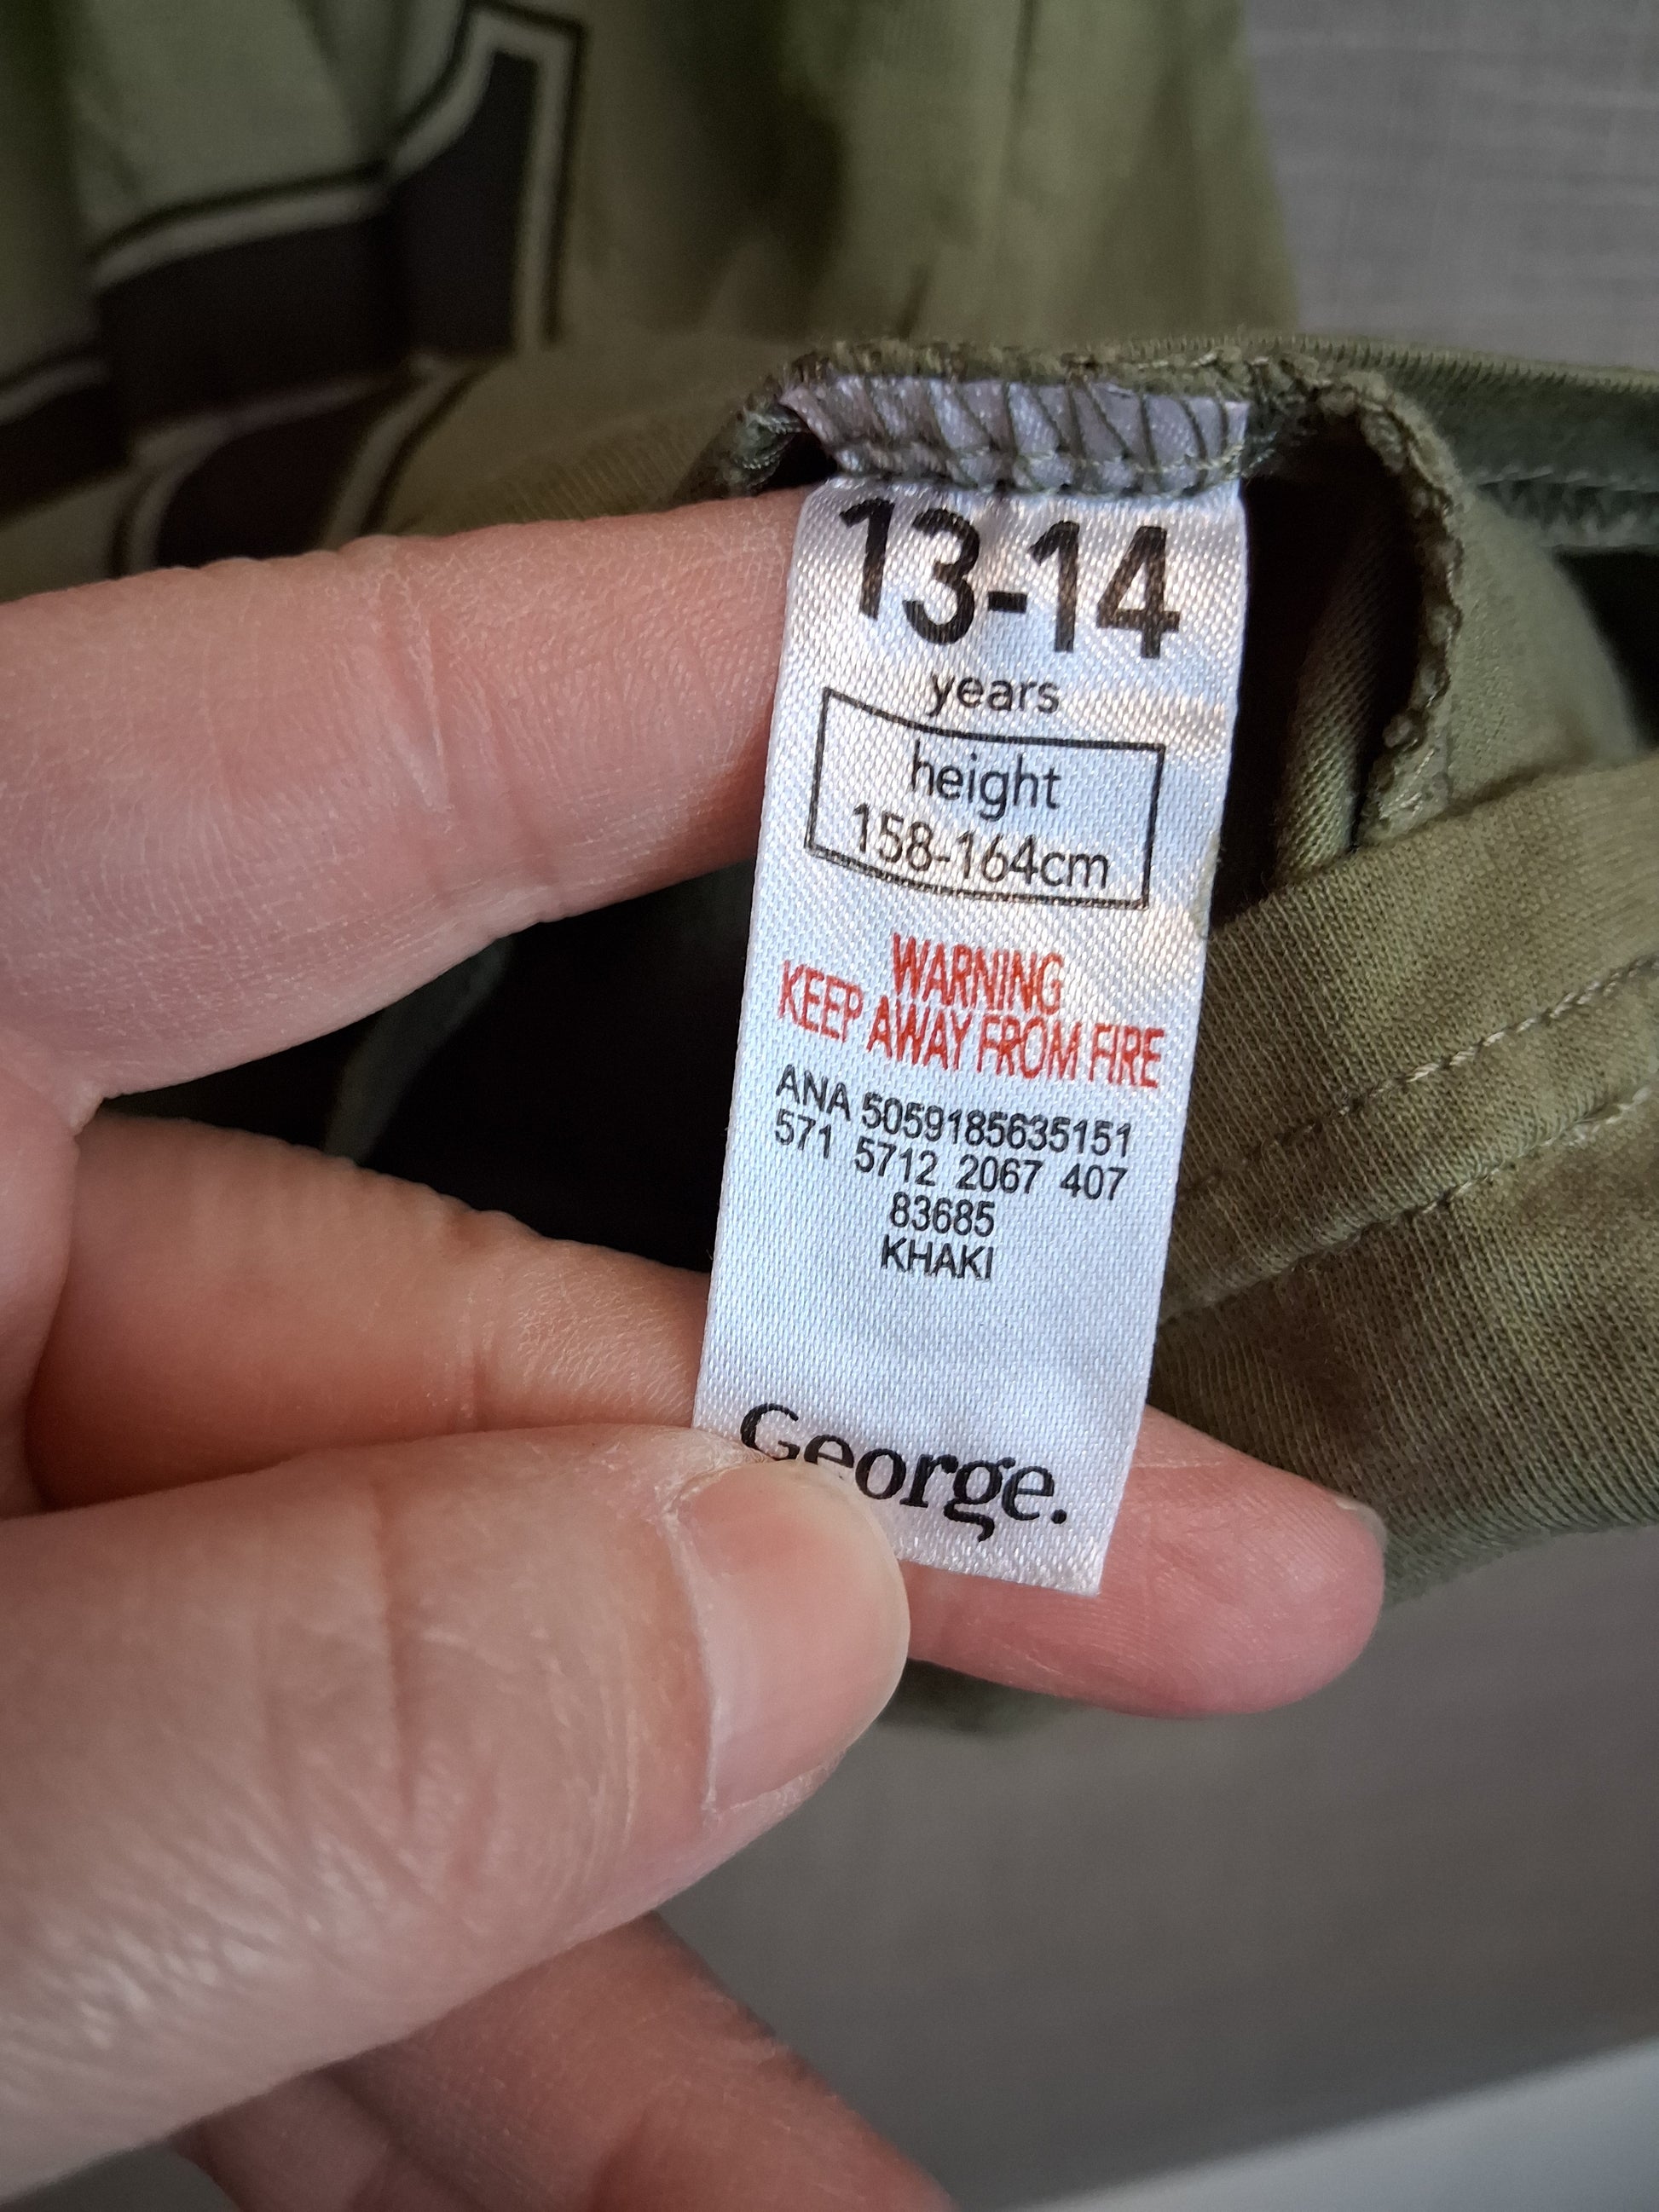 13-14
years
height
158-164cm
WARNING
KEEP AWAY FROM FIRE
ANA 5059185635151
571 5712 2067 407
83685
KHAKI
George.